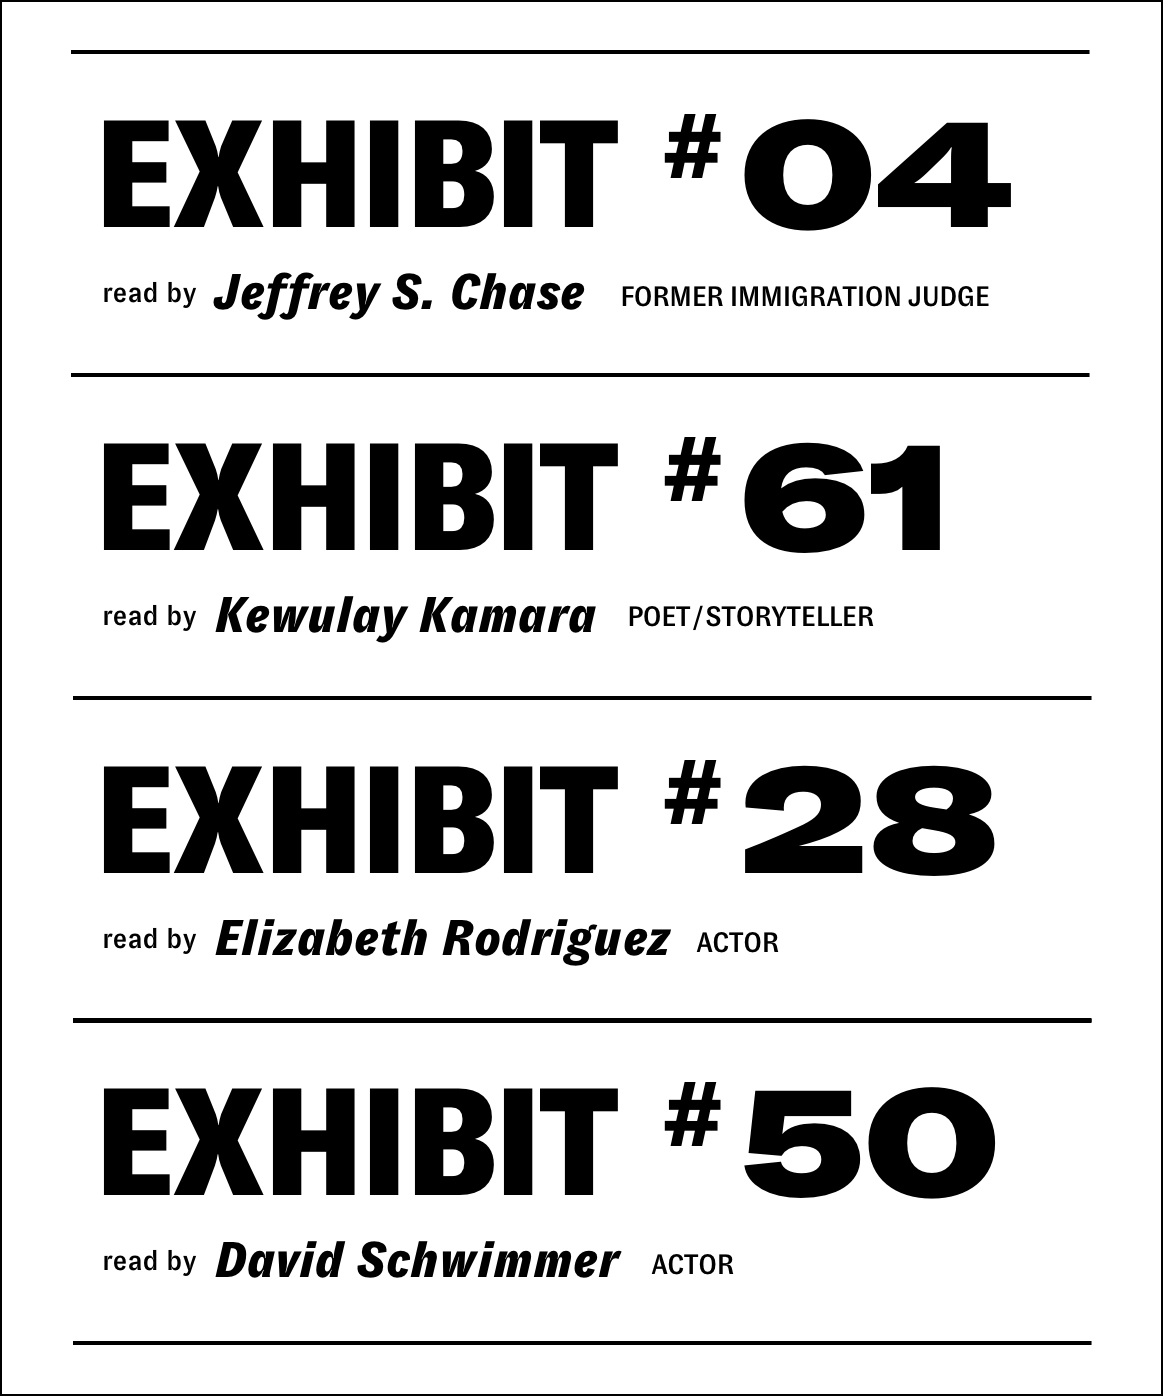 EXHIBIT #04
read by Jeffrey S. Chase FORMER IMMIGRATION JUDGE
EXHIBIT #61
read by Kewulay Kamara POET/STORYTELLER
EXHIBIT #28
read by Elizabeth Rodriguez ACTOR
EXHIBIT #50
read by David Schwimmer ACTOR